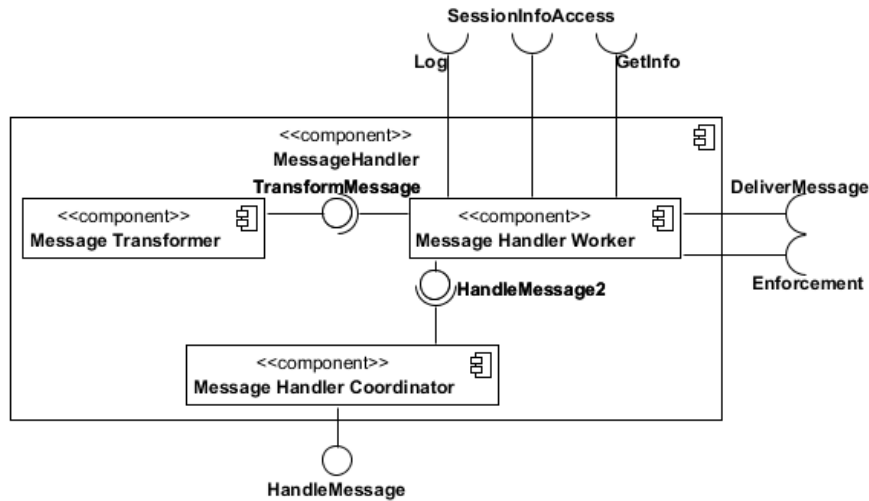 SessionInfoAccess
Log
GetInfo
<<component>>
MessageHandler
TransformMessage
DeliverMessage
<<component>>
Message Transformer
<<component>>
Message Handler Worker
Enforcement
HandleMessage2
<<component>>
Message Handler Coordinator
HandleMessage